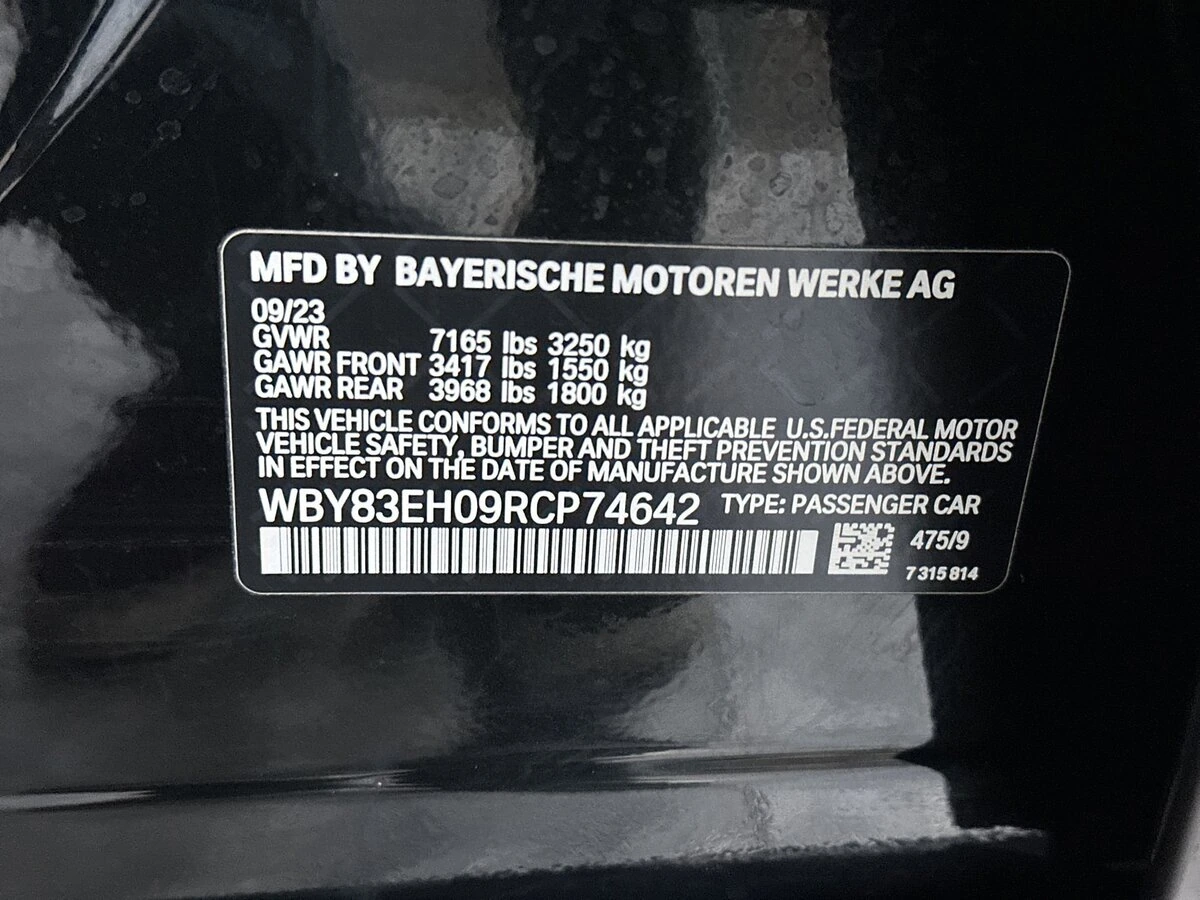 MFD BY BAYERISCHE MOTOREN WERKE AG
09/23
GVWR 7165 lbs 3250 kg
GAWR FRONT 3417 lbs 1550 kg
GAWR REAR 3968 lbs 1800 kg
THIS VEHICLE CONFORMS TO ALL APPLICABLE U.S.FEDERAL MOTOR
VEHICLE SAFETY, BUMPER AND THEFT PREVENTION STANDARDS
IN EFFECT ON THE DATE OF MANUFACTURE SHOWN ABOVE.
WBY83EH09RCP74642 TYPE: PASSENGER CAR
475/9
7 315 814